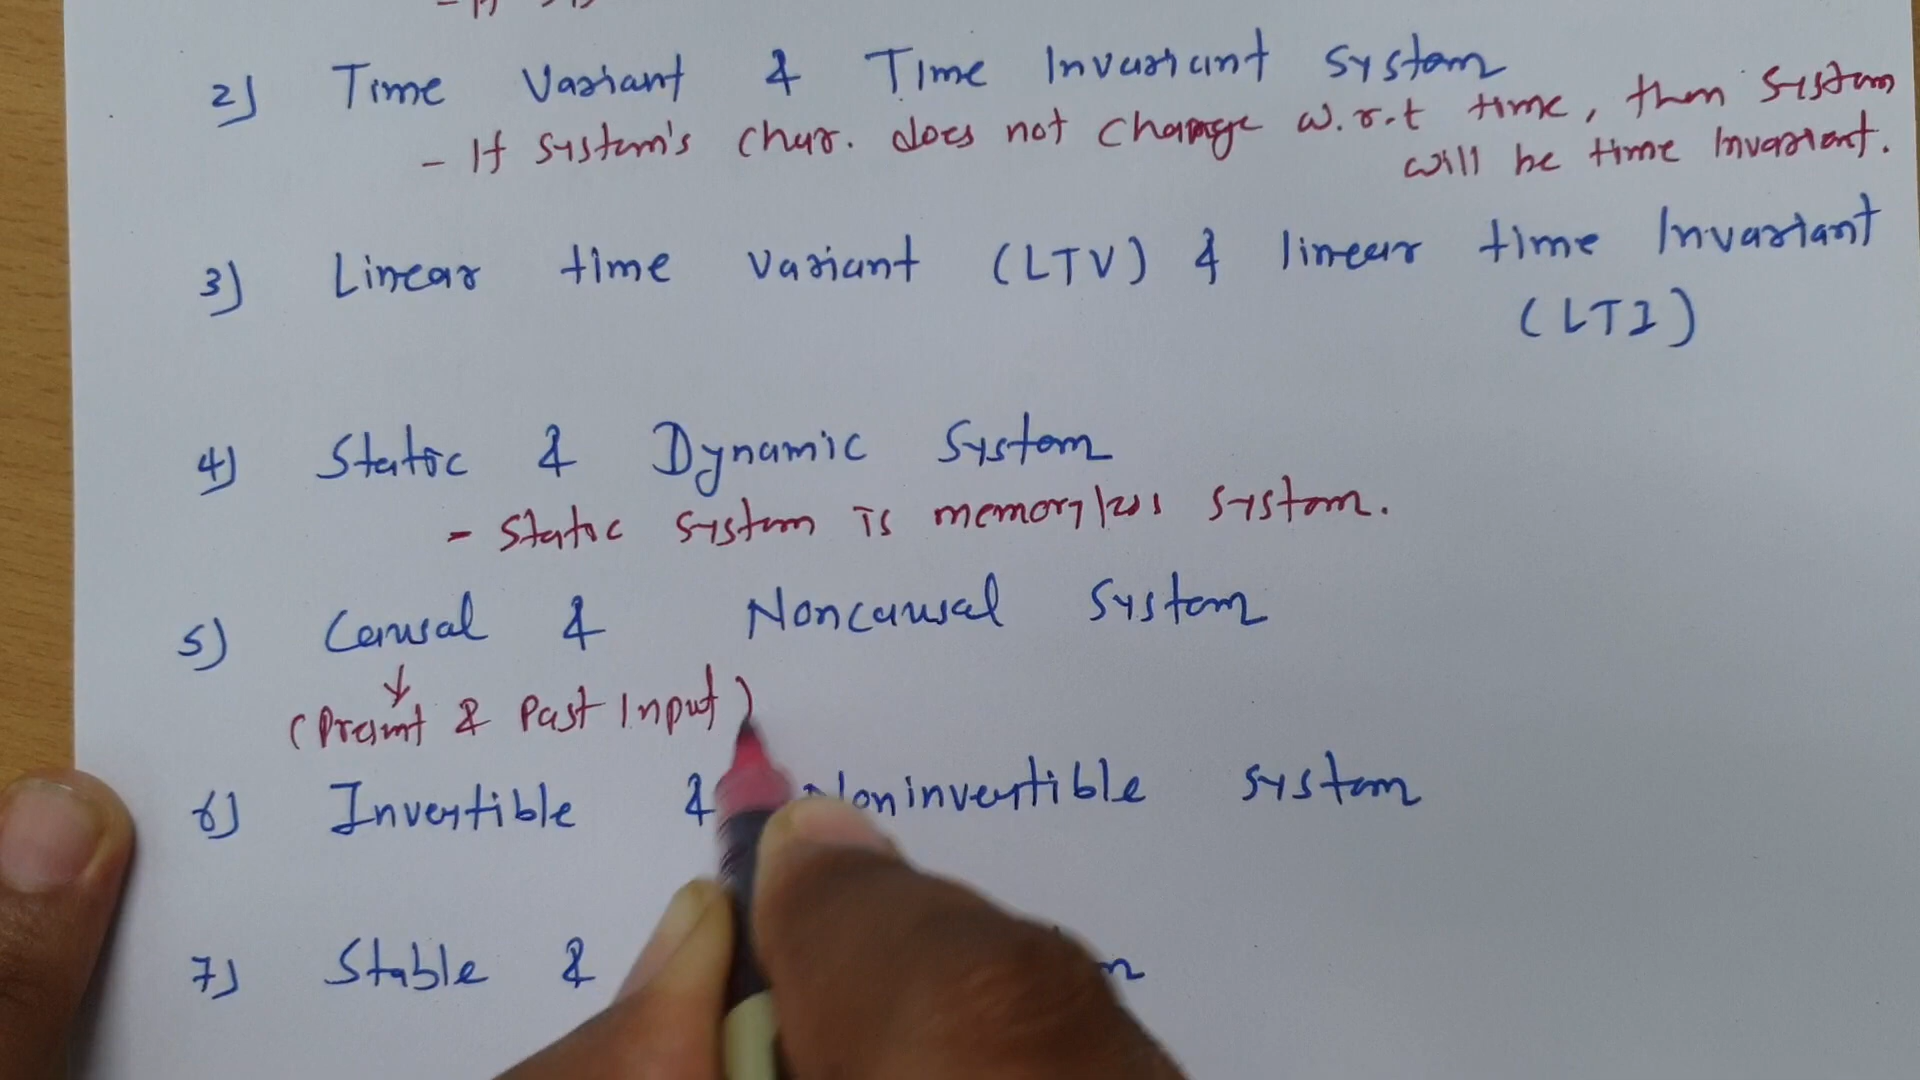 2) Time Variant & Time Invariant System
- If system's char. does not change w.r.t time, then system
will be time Invariant.
3) Linear time variant (LTV) & linear time Invariant
(LTI)
4) Static & Dynamic System
- Static system is memoryless system.
5) Causal & Noncausal System
(Present & Past Input)
6) Invertible & Noninvertible system
7) Stable &